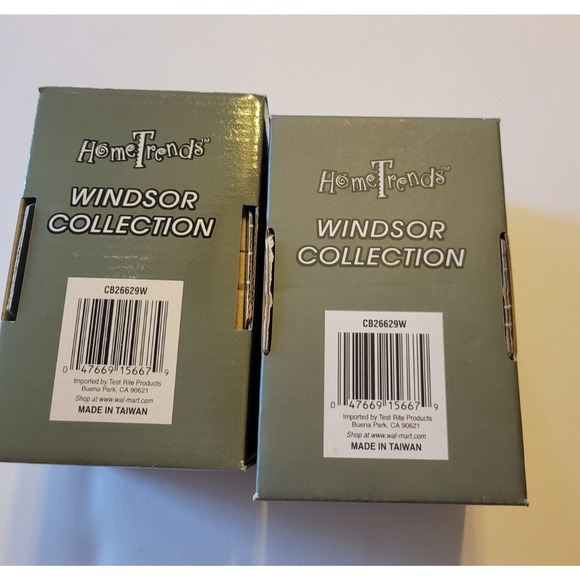 HomeTrends™
WINDSOR
COLLECTION
CB26629W
0 47669 15667 9
Imported by Test Rite Products
Buena Park, CA 90621
Shop at www.wal-mart.com
MADE IN TAIWAN
HomeTrends™
WINDSOR
COLLECTION
CB26629W
0 47669 15667 9
Imported by Test Rite Products
Buena Park, CA 90621
Shop at www.wal-mart.com
MADE IN TAIWAN